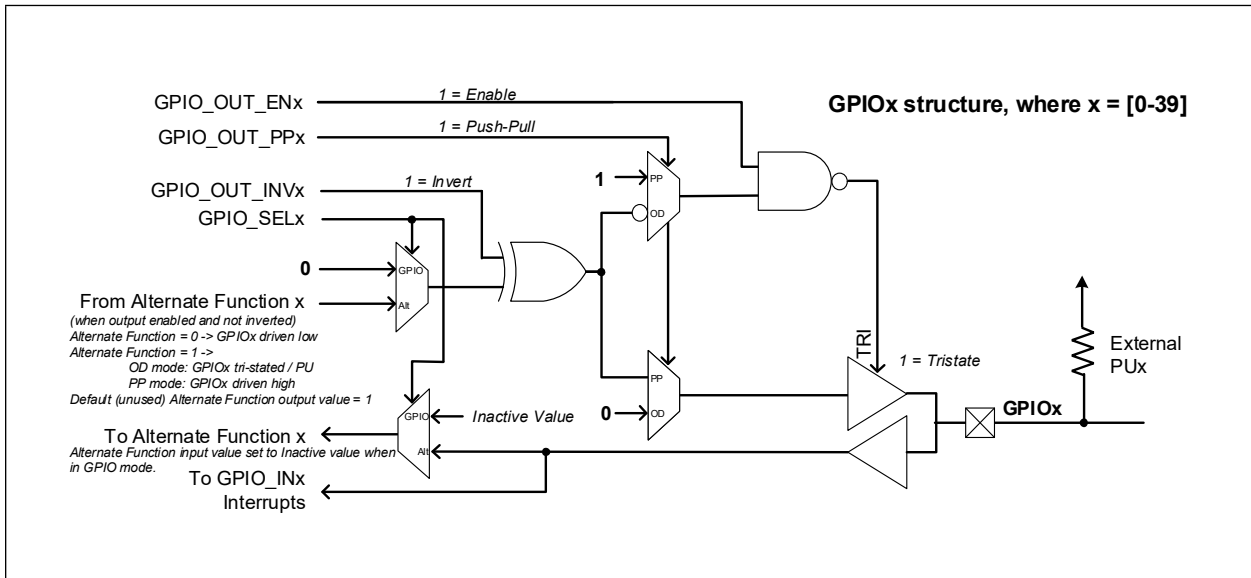 GPIO_OUT_ENx
1 = Enable
GPIOx structure, where x = [0-39]
GPIO_OUT_PPx
1 = Push-Pull
GPIO_OUT_INVx
1 = Invert
GPIO_SELx
1
PP
OD
0
GPIO
From Alternate Function x
Alt
(when output enabled and not inverted)
Alternate Function = 0 -> GPIOx driven low
Alternate Function = 1 ->
OD mode: GPIOx tri-stated / PU
PP mode: GPIOx driven high
Default (unused) Alternate Function output value = 1
TRI
1 = Tristate
External
PUx
PP
0
OD
GPIOx
GPIO
Inactive Value
To Alternate Function x
Alt
Alternate Function input value set to Inactive value when
in GPIO mode.
To GPIO_INx
Interrupts